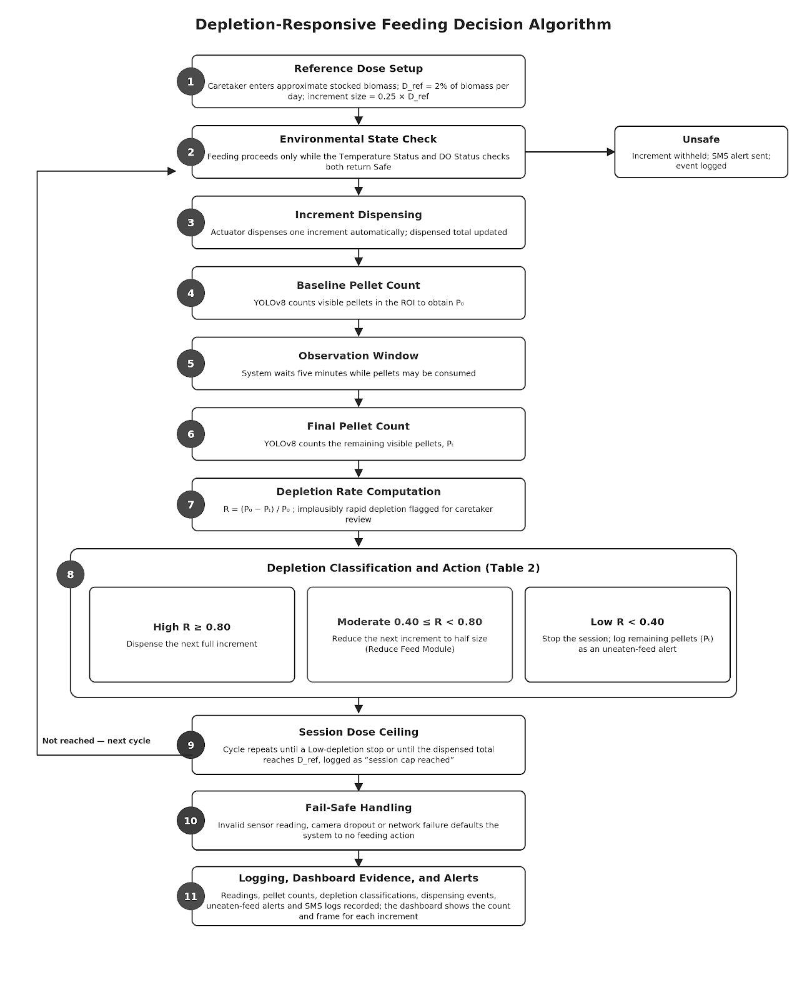 Depletion-Responsive Feeding Decision Algorithm
1
Reference Dose Setup
Caretaker enters approximate stocked biomass; D_ref = 2% of biomass per
day; increment size = 0.25 × D_ref
2
Environmental State Check
Feeding proceeds only while the Temperature Status and DO Status checks
both return Safe
Unsafe
Increment withheld; SMS alert sent;
event logged
3
Increment Dispensing
Actuator dispenses one increment automatically; dispensed total updated
4
Baseline Pellet Count
YOLOv8 counts visible pellets in the ROI to obtain P₀
5
Observation Window
System waits five minutes while pellets may be consumed
6
Final Pellet Count
YOLOv8 counts the remaining visible pellets, Pₜ
7
Depletion Rate Computation
R = (P₀ − Pₜ) / P₀ ; implausibly rapid depletion flagged for caretaker
review
8
Depletion Classification and Action (Table 2)
High R ≥ 0.80
Dispense the next full increment
Moderate 0.40 ≤ R < 0.80
Reduce the next increment to half size
(Reduce Feed Module)
Low R < 0.40
Stop the session; log remaining pellets (Pₜ)
as an uneaten-feed alert
Not reached — next cycle
9
Session Dose Ceiling
Cycle repeats until a Low-depletion stop or until the dispensed total
reaches D_ref, logged as “session cap reached”
10
Fail-Safe Handling
Invalid sensor reading, camera dropout or network failure defaults the
system to no feeding action
11
Logging, Dashboard Evidence, and Alerts
Readings, pellet counts, depletion classifications, dispensing events,
uneaten-feed alerts and SMS logs recorded; the dashboard shows the count
and frame for each increment